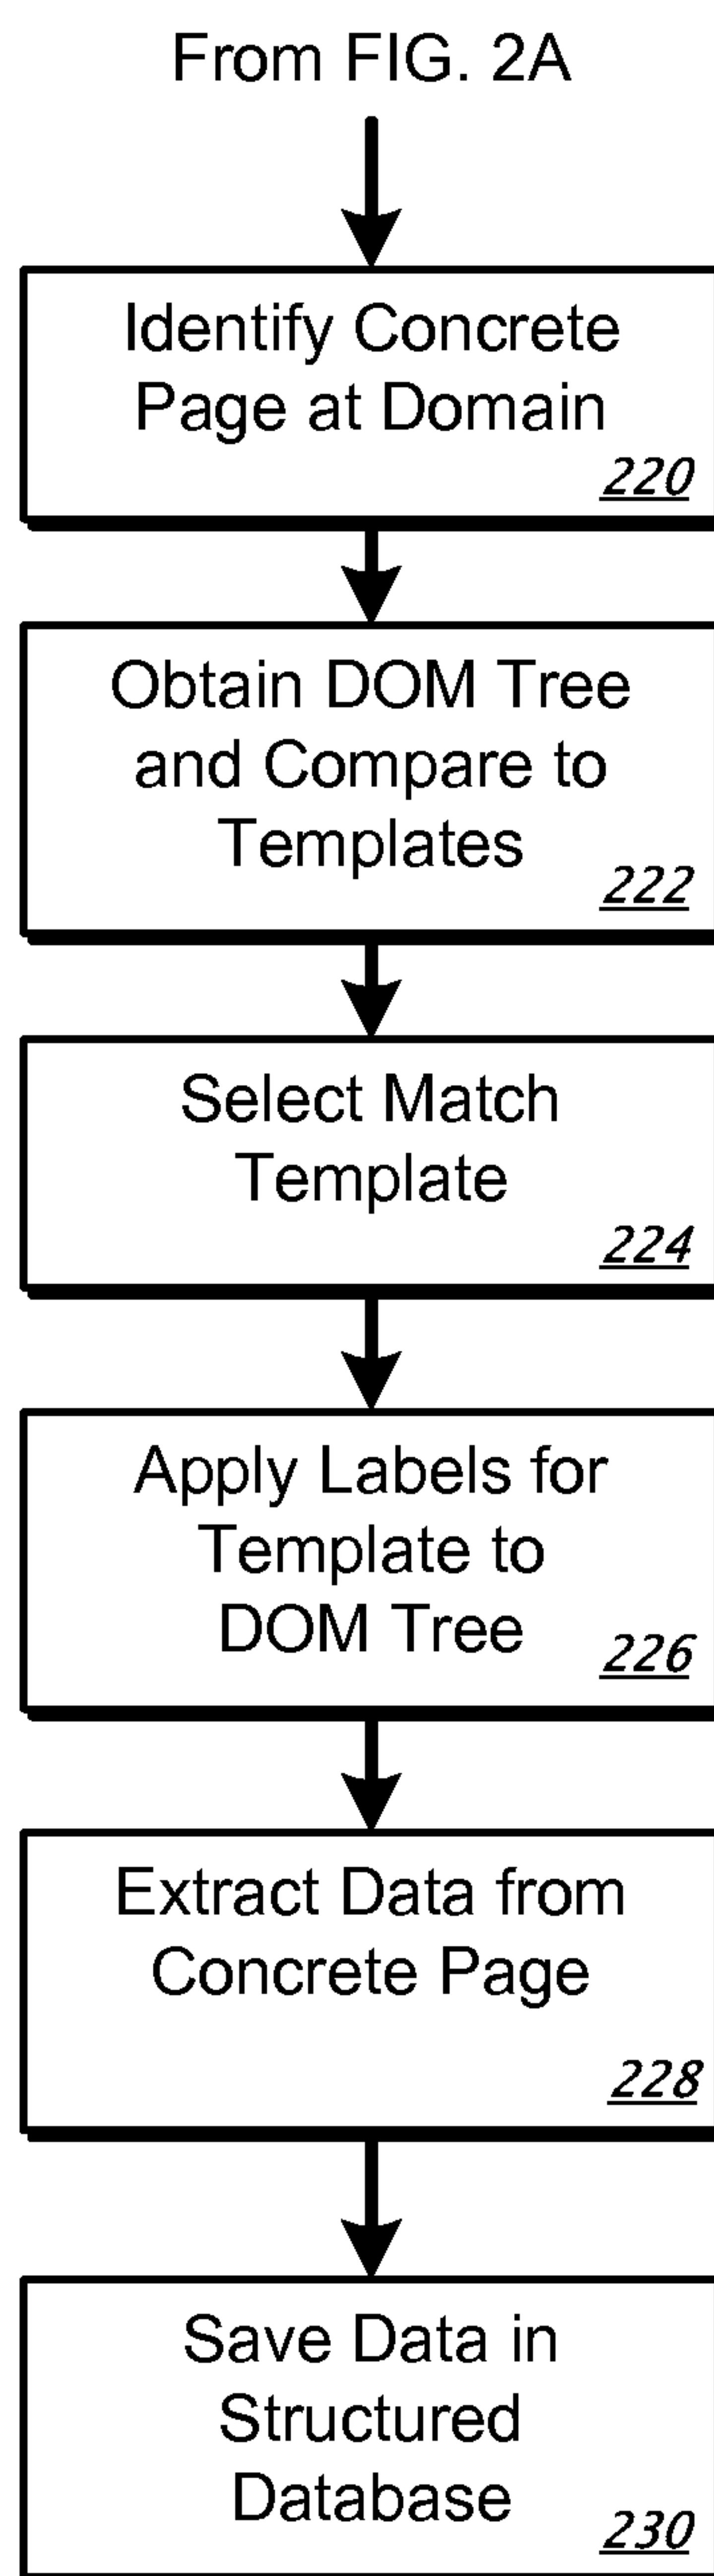 From FIG. 2A
Identify Concrete
Page at Domain
220
Obtain DOM Tree
and Compare to
Templates
222
Select Match
Template
224
Apply Labels for
Template to
DOM Tree
226
Extract Data from
Concrete Page
228
Save Data in
Structured
Database
230